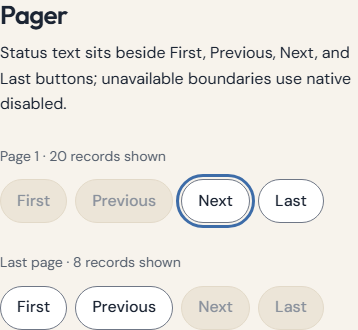 Pager
Status text sits beside First, Previous, Next, and
Last buttons; unavailable boundaries use native
disabled.
Page 1 · 20 records shown
First Previous Next Last
Last page · 8 records shown
First Previous Next Last